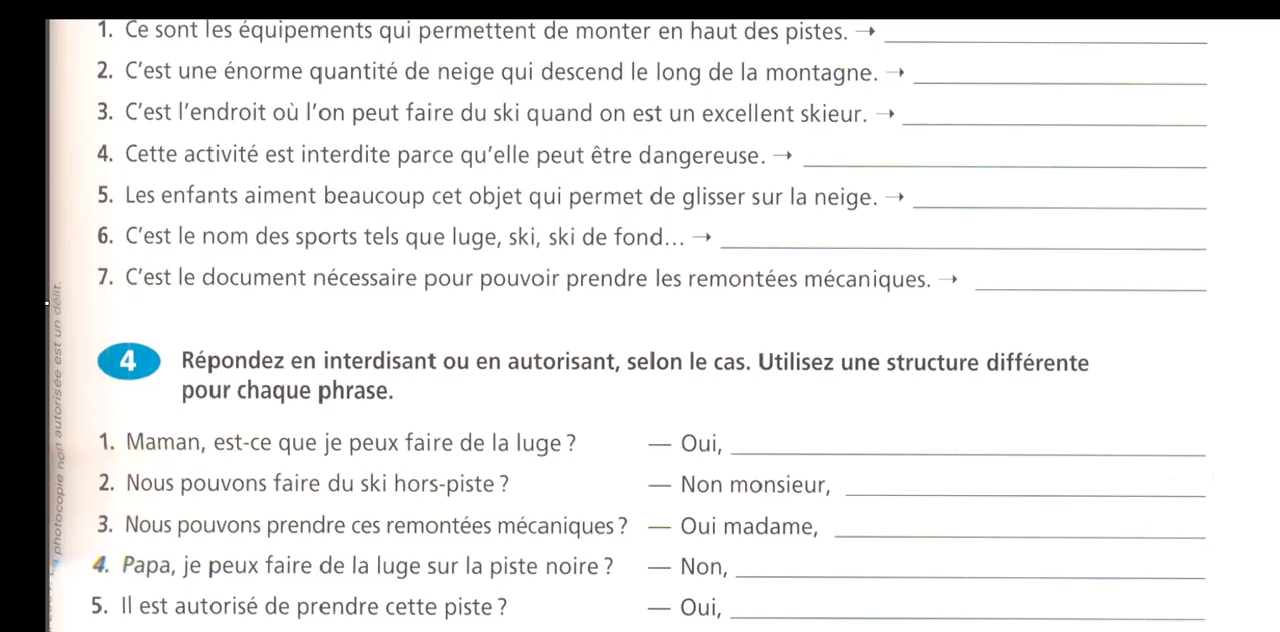 1. Ce sont les équipements qui permettent de monter en haut des pistes. →
2. C'est une énorme quantité de neige qui descend le long de la montagne. →
3. C'est l'endroit où l'on peut faire du ski quand on est un excellent skieur. →
4. Cette activité est interdite parce qu'elle peut être dangereuse. →
5. Les enfants aiment beaucoup cet objet qui permet de glisser sur la neige. →
6. C'est le nom des sports tels que luge, ski, ski de fond... →
7. C'est le document nécessaire pour pouvoir prendre les remontées mécaniques. →
4 Répondez en interdisant ou en autorisant, selon le cas. Utilisez une structure différente
pour chaque phrase.
1. Maman, est-ce que je peux faire de la luge ? — Oui,
2. Nous pouvons faire du ski hors-piste ? — Non monsieur,
3. Nous pouvons prendre ces remontées mécaniques ? — Oui madame,
4. Papa, je peux faire de la luge sur la piste noire ? — Non,
5. Il est autorisé de prendre cette piste ? — Oui,
photocopie non autorisée est un délit.